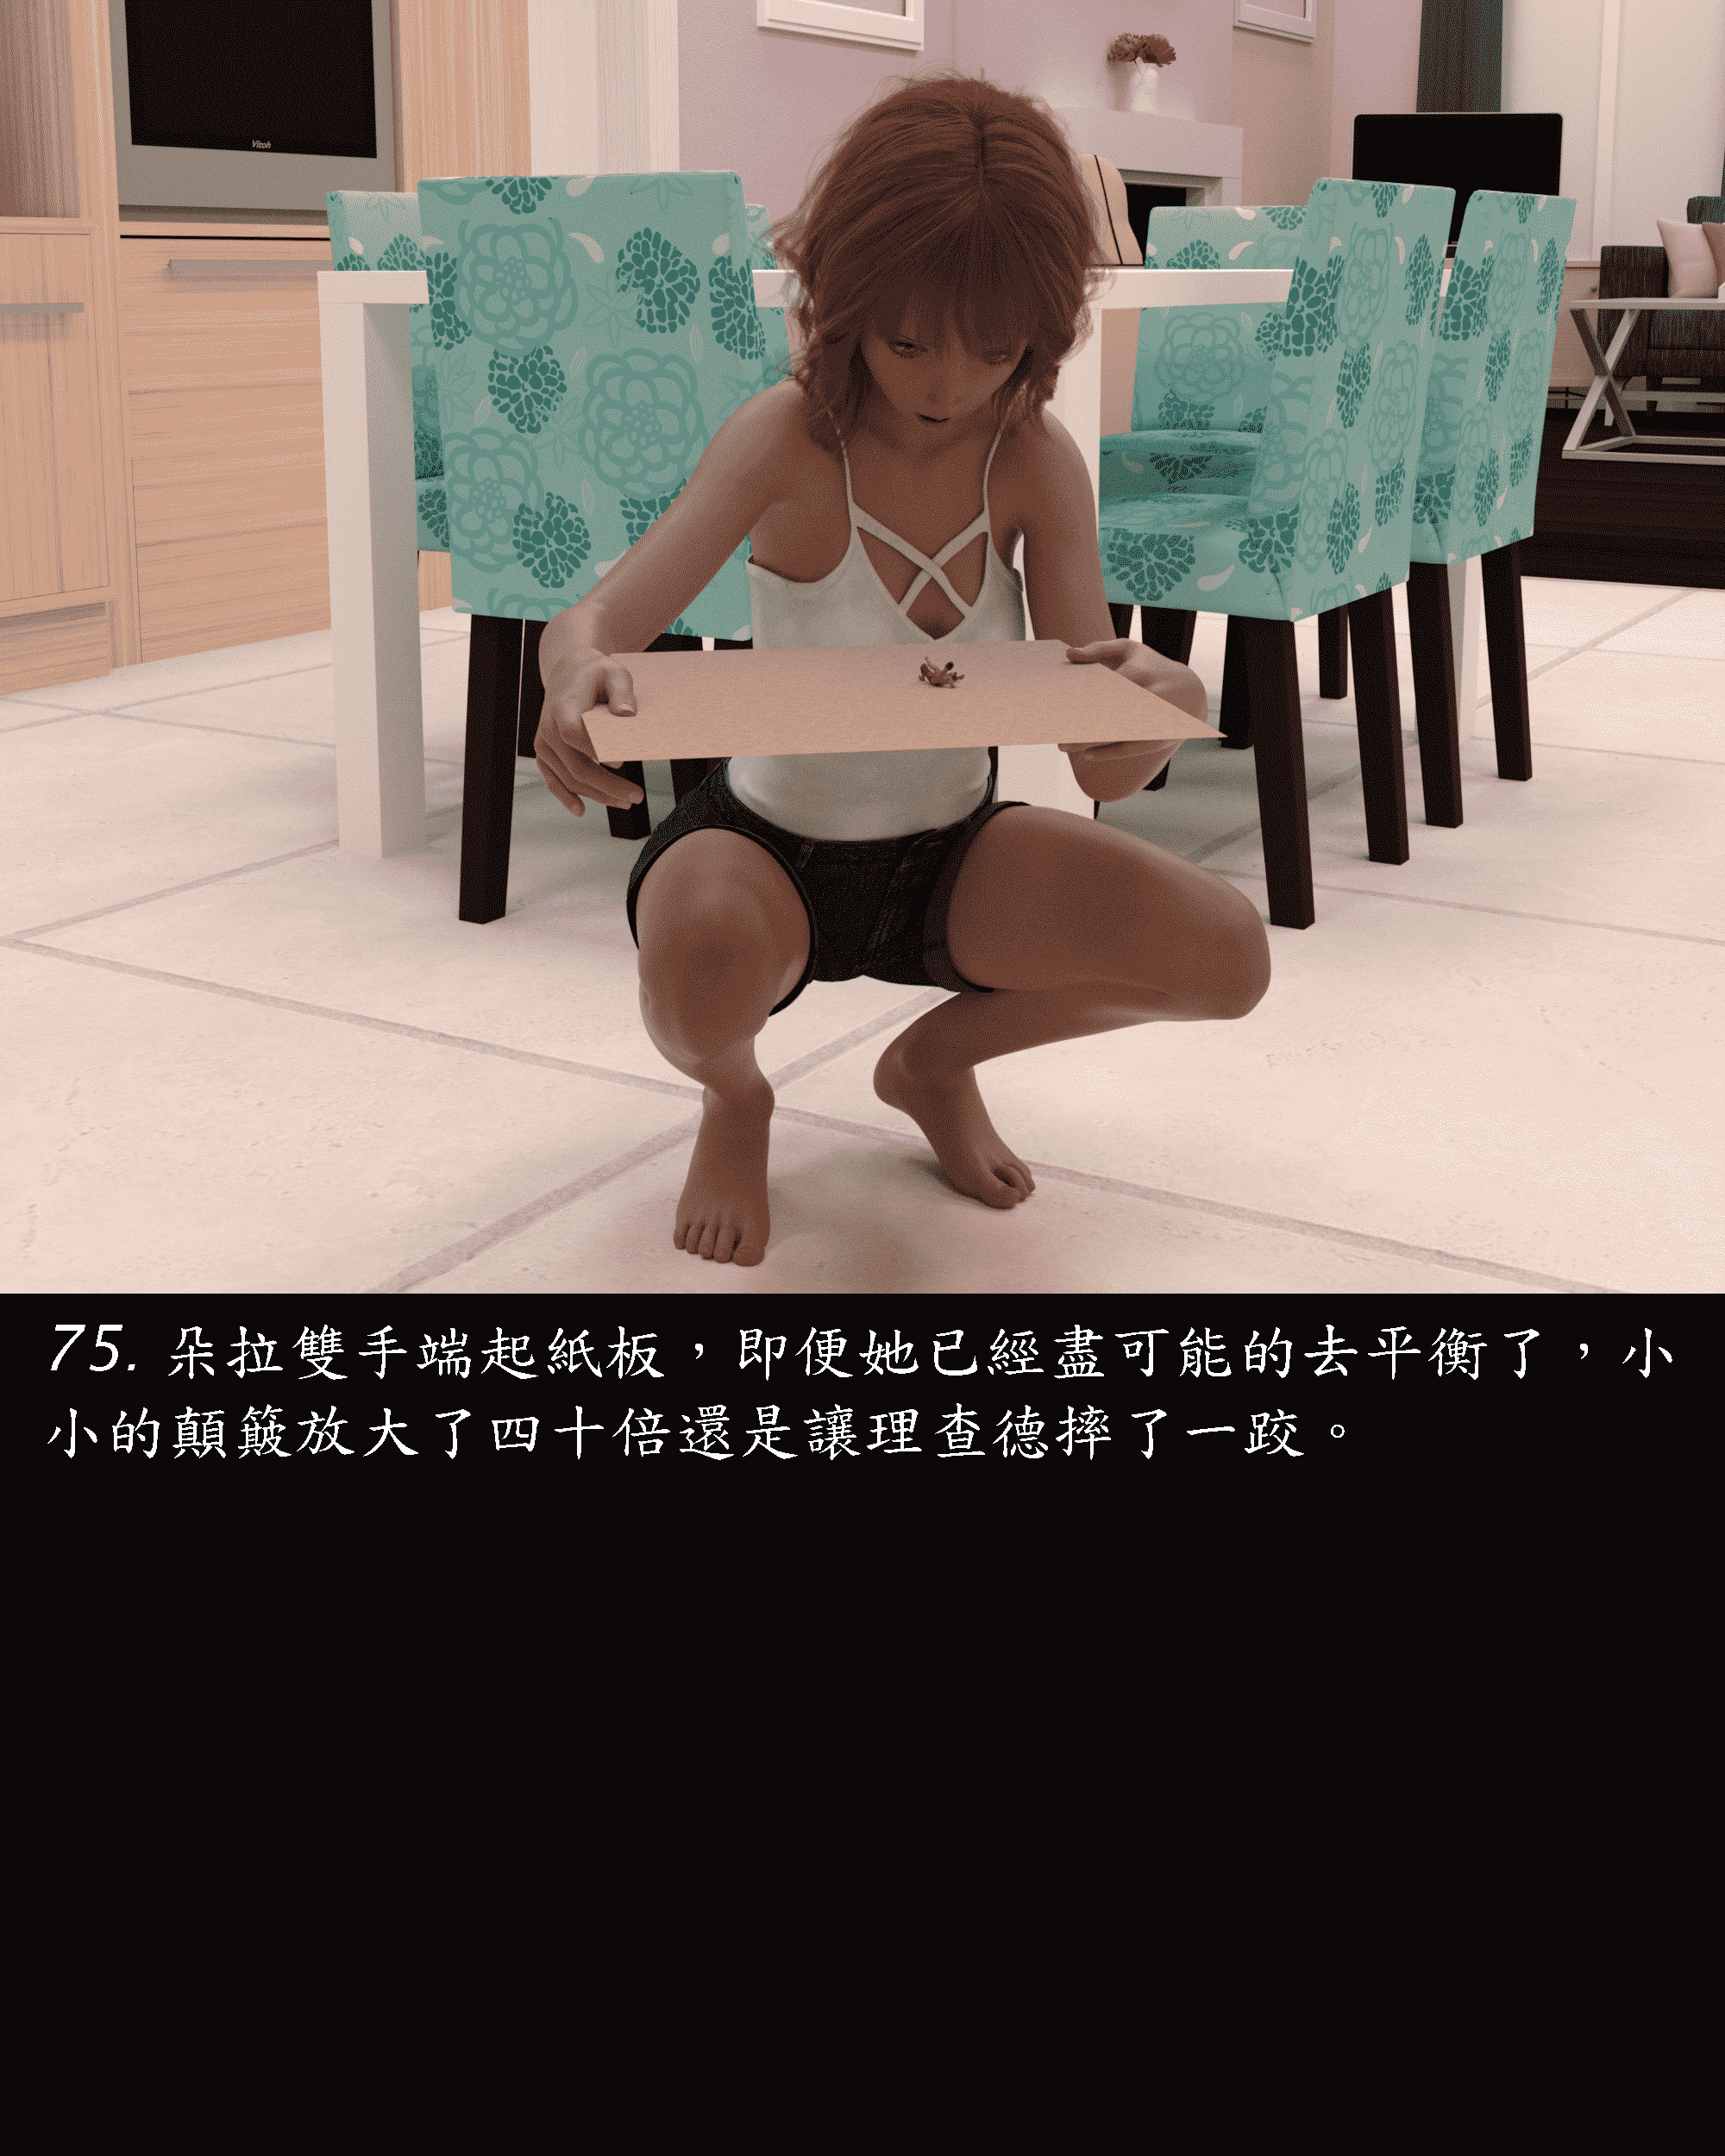 Vitoh
75. 朵拉雙手端起紙板，即便她已經盡可能的去平衡了，小
小的顛簸放大了四十倍還是讓理查德摔了一跤。